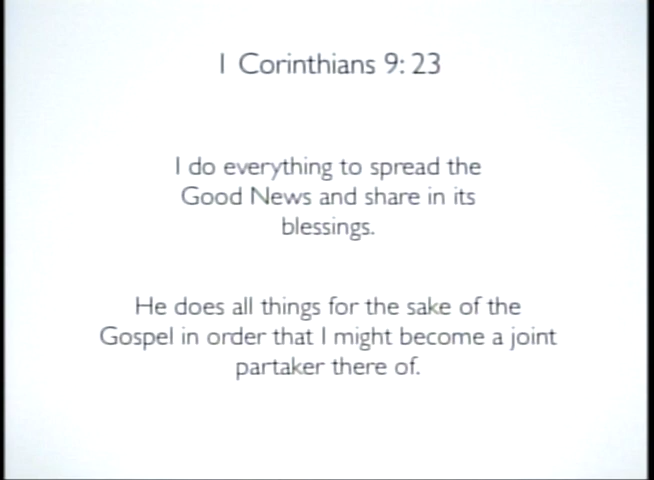 1 Corinthians 9: 23
I do everything to spread the
Good News and share in its
blessings.
He does all things for the sake of the
Gospel in order that I might become a joint
partaker there of.